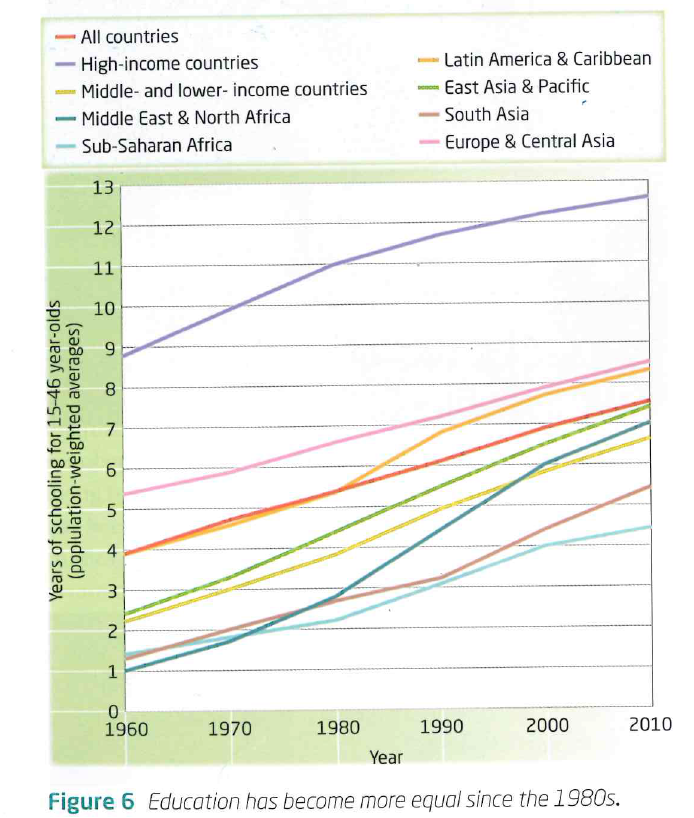 All countries
High-income countries
Middle- and lower- income countries
Middle East & North Africa
Sub-Saharan Africa
Latin America & Caribbean
East Asia & Pacific
South Asia
Europe & Central Asia
Years of schooling for 15–46 year-olds
(poplulation-weighted averages)
13
12
11
10
9
8
7
6
5
4
3
2
1
0
1960 1970 1980 1990 2000 2010
Year
Figure 6 Education has become more equal since the 1980s.